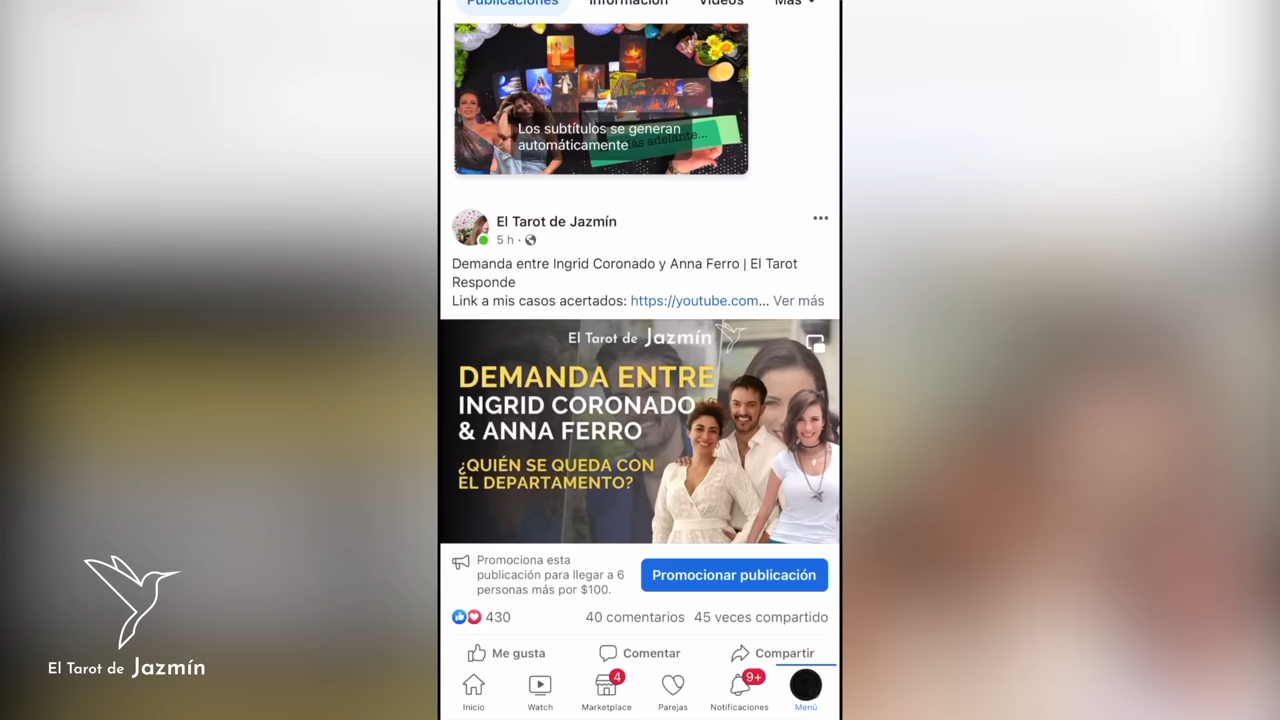 Publicaciones Información Videos Más
Los subtítulos se generan
automáticamente
más adelante...
El Tarot de Jazmín
5 h ·
Demanda entre Ingrid Coronado y Anna Ferro | El Tarot
Responde
Link a mis casos acertados: https://youtube.com... Ver más
El Tarot de Jazmín
DEMANDA ENTRE
INGRID CORONADO
& ANNA FERRO
¿QUIÉN SE QUEDA CON
EL DEPARTAMENTO?
Promociona esta
publicación para llegar a 6
personas más por $100.
Promocionar publicación
430 40 comentarios 45 veces compartido
Me gusta Comentar Compartir
4 9+
Inicio Watch Marketplace Parejas Notificaciones Menú
El Tarot de Jazmín